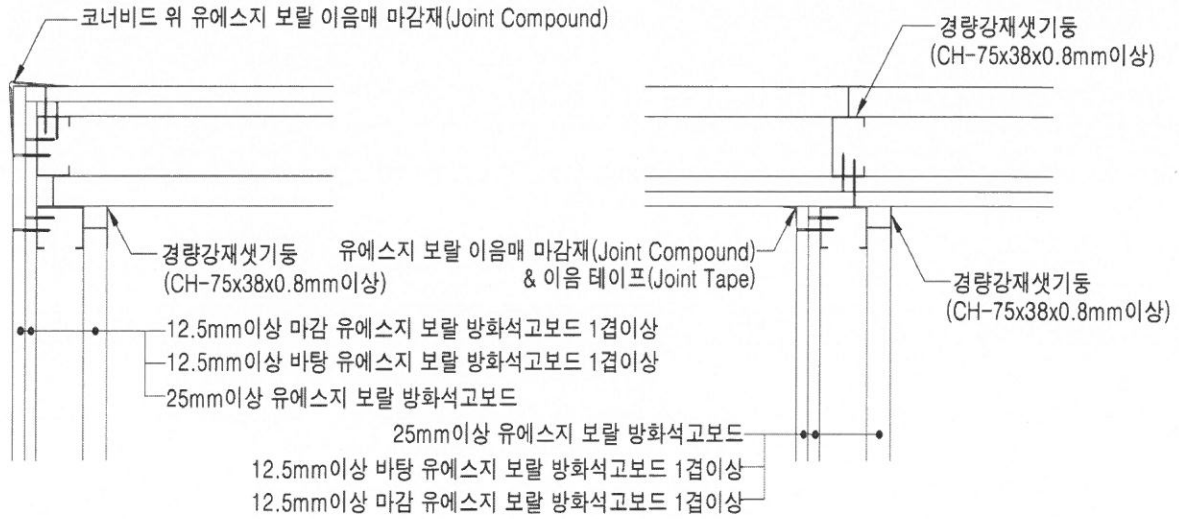 코너비드 위 유에스지 보랄 이음매 마감재(Joint Compound)
경량강재샛기둥
(CH-75x38x0.8mm이상)
경량강재샛기둥
(CH-75x38x0.8mm이상)
유에스지 보랄 이음매 마감재(Joint Compound)
& 이음 테이프(Joint Tape)
경량강재샛기둥
(CH-75x38x0.8mm이상)
12.5mm이상 마감 유에스지 보랄 방화석고보드 1겹이상
12.5mm이상 바탕 유에스지 보랄 방화석고보드 1겹이상
25mm이상 유에스지 보랄 방화석고보드
25mm이상 유에스지 보랄 방화석고보드
12.5mm이상 바탕 유에스지 보랄 방화석고보드 1겹이상
12.5mm이상 마감 유에스지 보랄 방화석고보드 1겹이상